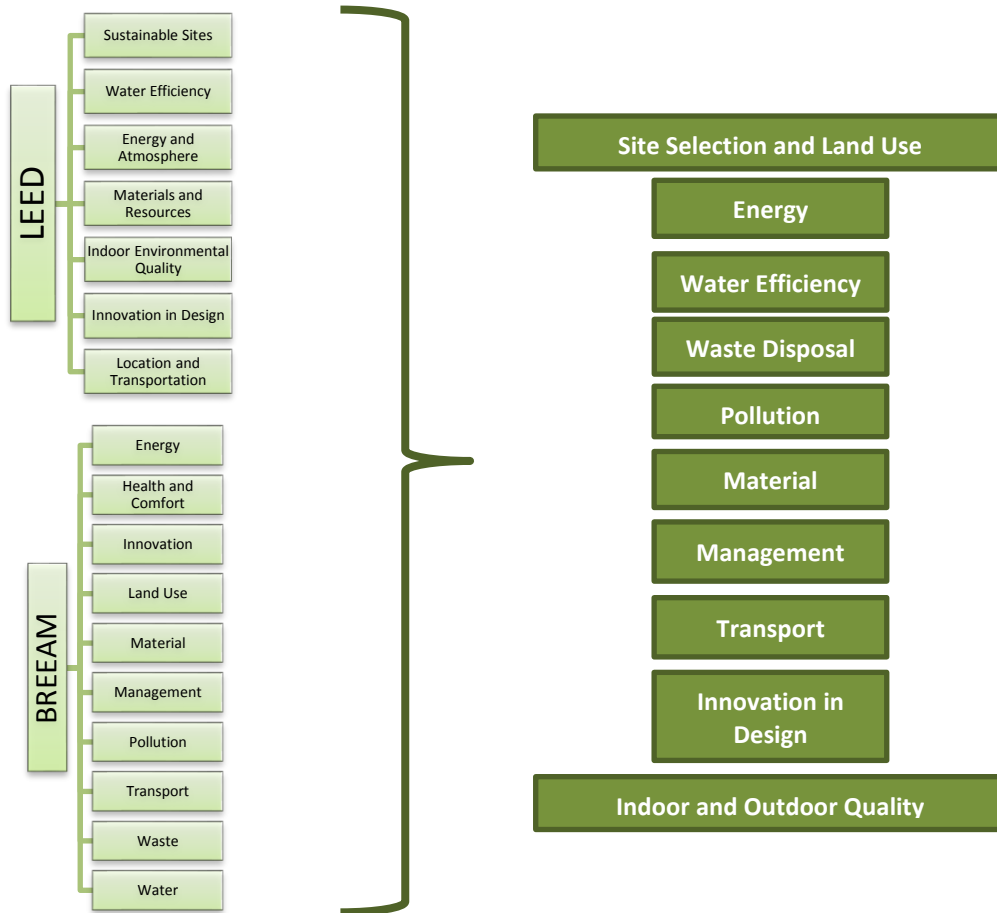 LEED
Sustainable Sites
Water Efficiency
Energy and
Atmosphere
Materials and
Resources
Indoor Environmental
Quality
Innovation in Design
Location and
Transportation
BREEAM
Energy
Health and
Comfort
Innovation
Land Use
Material
Management
Pollution
Transport
Waste
Water
Site Selection and Land Use
Energy
Water Efficiency
Waste Disposal
Pollution
Material
Management
Transport
Innovation in
Design
Indoor and Outdoor Quality